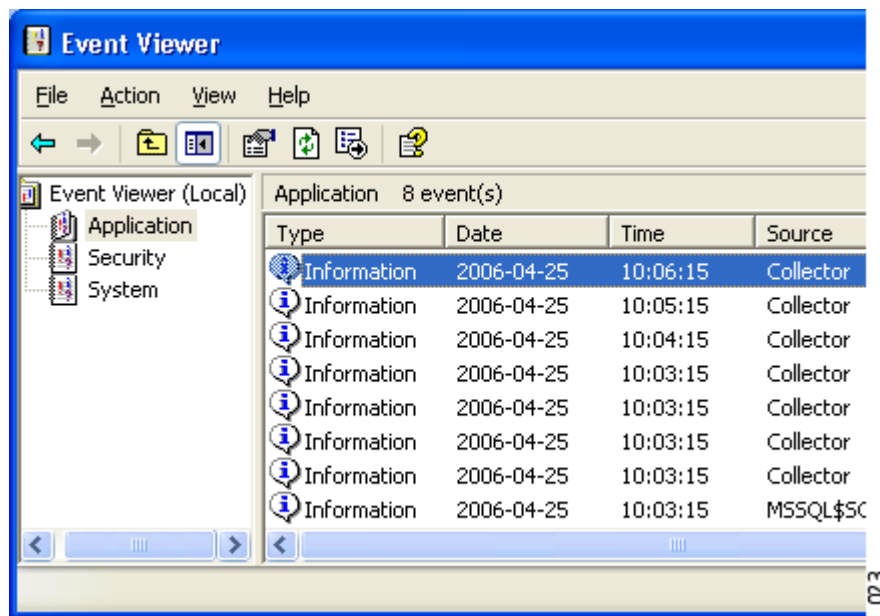 Event Viewer
File Action View Help
Event Viewer (Local)
Application
Security
System
Application 8 event(s)
Type Date Time Source
Information 2006-04-25 10:06:15 Collector
Information 2006-04-25 10:05:15 Collector
Information 2006-04-25 10:04:15 Collector
Information 2006-04-25 10:03:15 Collector
Information 2006-04-25 10:03:15 Collector
Information 2006-04-25 10:03:15 Collector
Information 2006-04-25 10:03:15 Collector
Information 2006-04-25 10:03:15